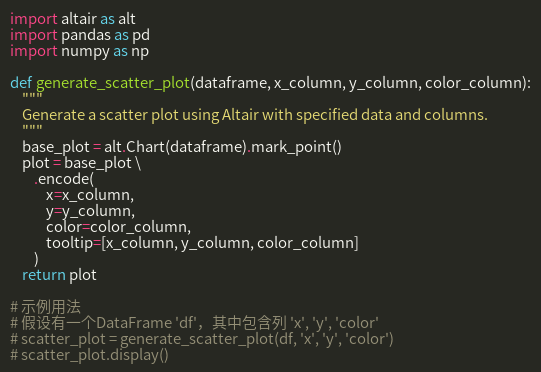 import altair as alt
import pandas as pd
import numpy as np

def generate_scatter_plot(dataframe, x_column, y_column, color_column):
    """
    Generate a scatter plot using Altair with specified data and columns.
    """
    base_plot = alt.Chart(dataframe).mark_point()
    plot = base_plot \
        .encode(
            x=x_column,
            y=y_column,
            color=color_column,
            tooltip=[x_column, y_column, color_column]
        )
    return plot

# 示例用法
# 假设有一个DataFrame 'df'，其中包含列 'x', 'y', 'color'
# scatter_plot = generate_scatter_plot(df, 'x', 'y', 'color')
# scatter_plot.display()